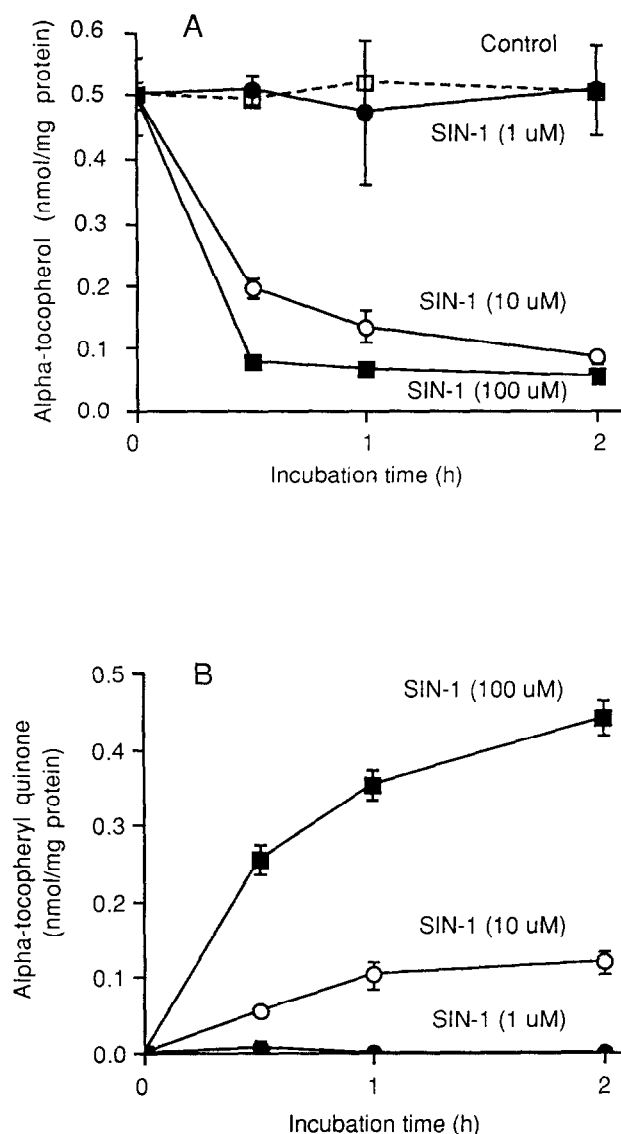 A
Control
SIN-1 (1 uM)
SIN-1 (10 uM)
SIN-1 (100 uM)
Alpha-tocopherol (nmol/mg protein)
0.6
0.5
0.4
0.3
0.2
0.1
0.0
0
1
2
Incubation time (h)
B
SIN-1 (100 uM)
SIN-1 (10 uM)
SIN-1 (1 uM)
Alpha-tocopheryl quinone
(nmol/mg protein)
0.5
0.4
0.3
0.2
0.1
0.0
0
1
2
Incubation time (h)